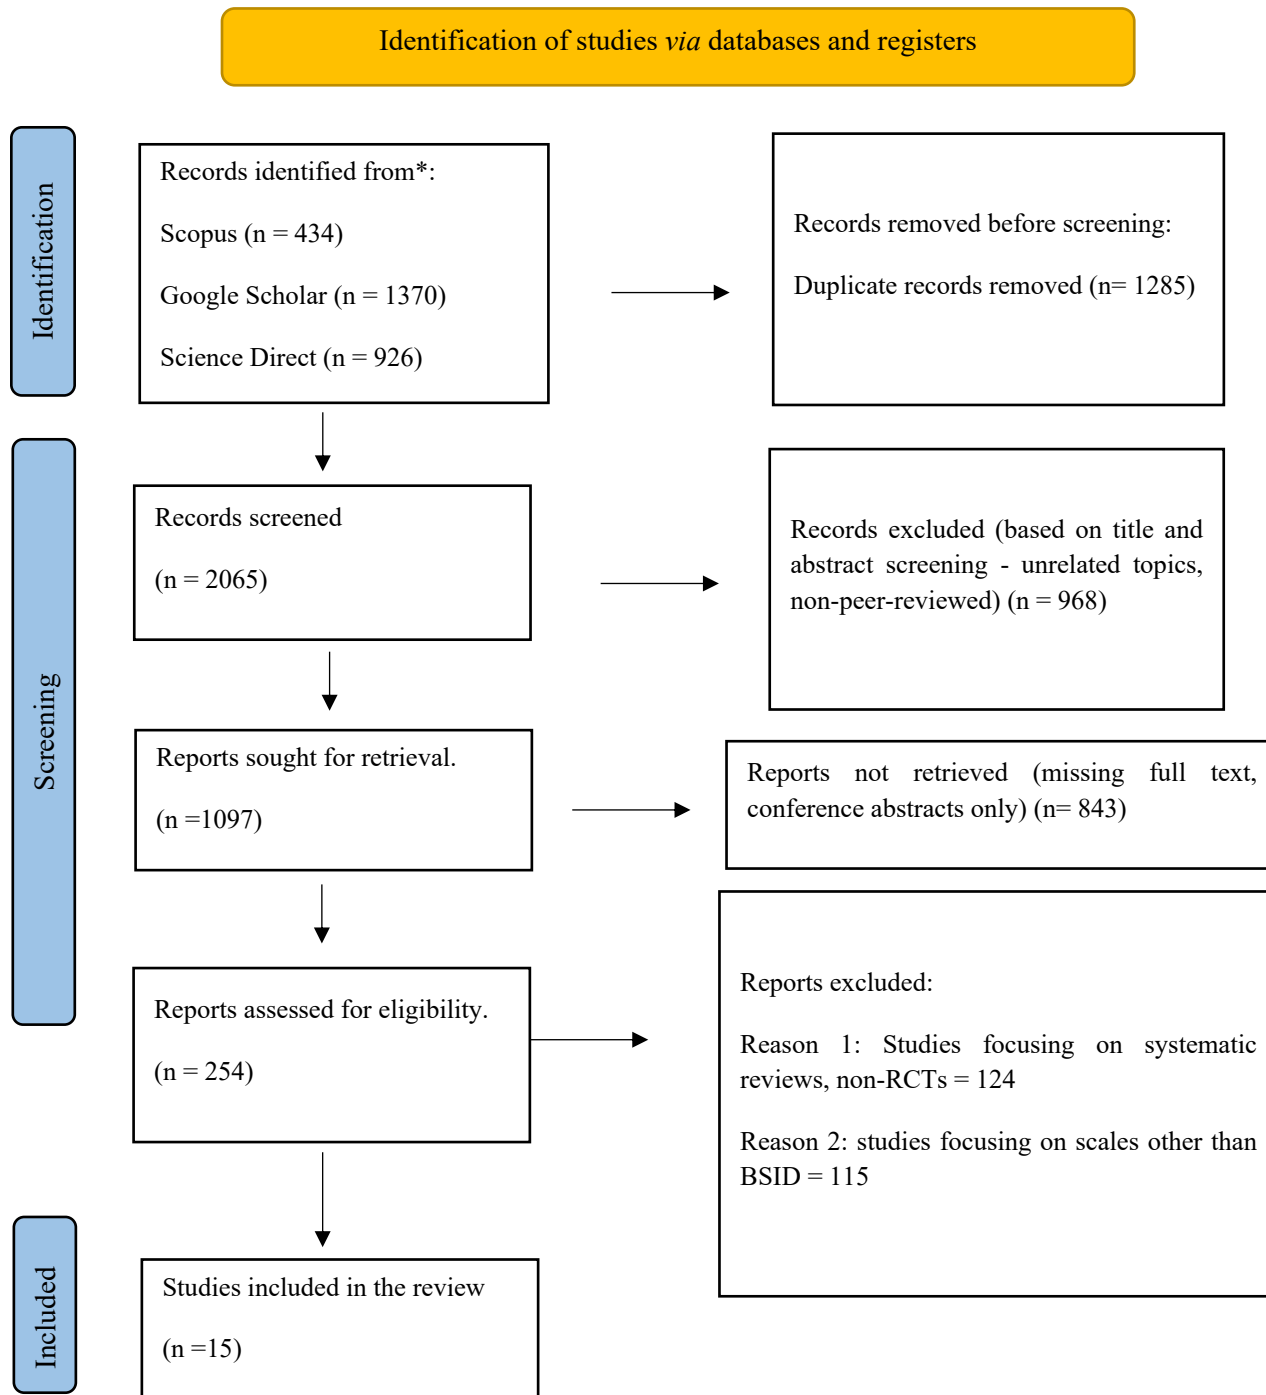 Identification of studies via databases and registers
Identification
Records identified from*:
Scopus (n = 434)
Google Scholar (n = 1370)
Science Direct (n = 926)
Records removed before screening:
Duplicate records removed (n= 1285)
Screening
Records screened
(n = 2065)
Records excluded (based on title and
abstract screening - unrelated topics,
non-peer-reviewed) (n = 968)
Reports sought for retrieval.
(n =1097)
Reports not retrieved (missing full text,
conference abstracts only) (n= 843)
Reports assessed for eligibility.
(n = 254)
Reports excluded:
Reason 1: Studies focusing on systematic
reviews, non-RCTs = 124
Reason 2: studies focusing on scales other than
BSID = 115
Included
Studies included in the review
(n =15)